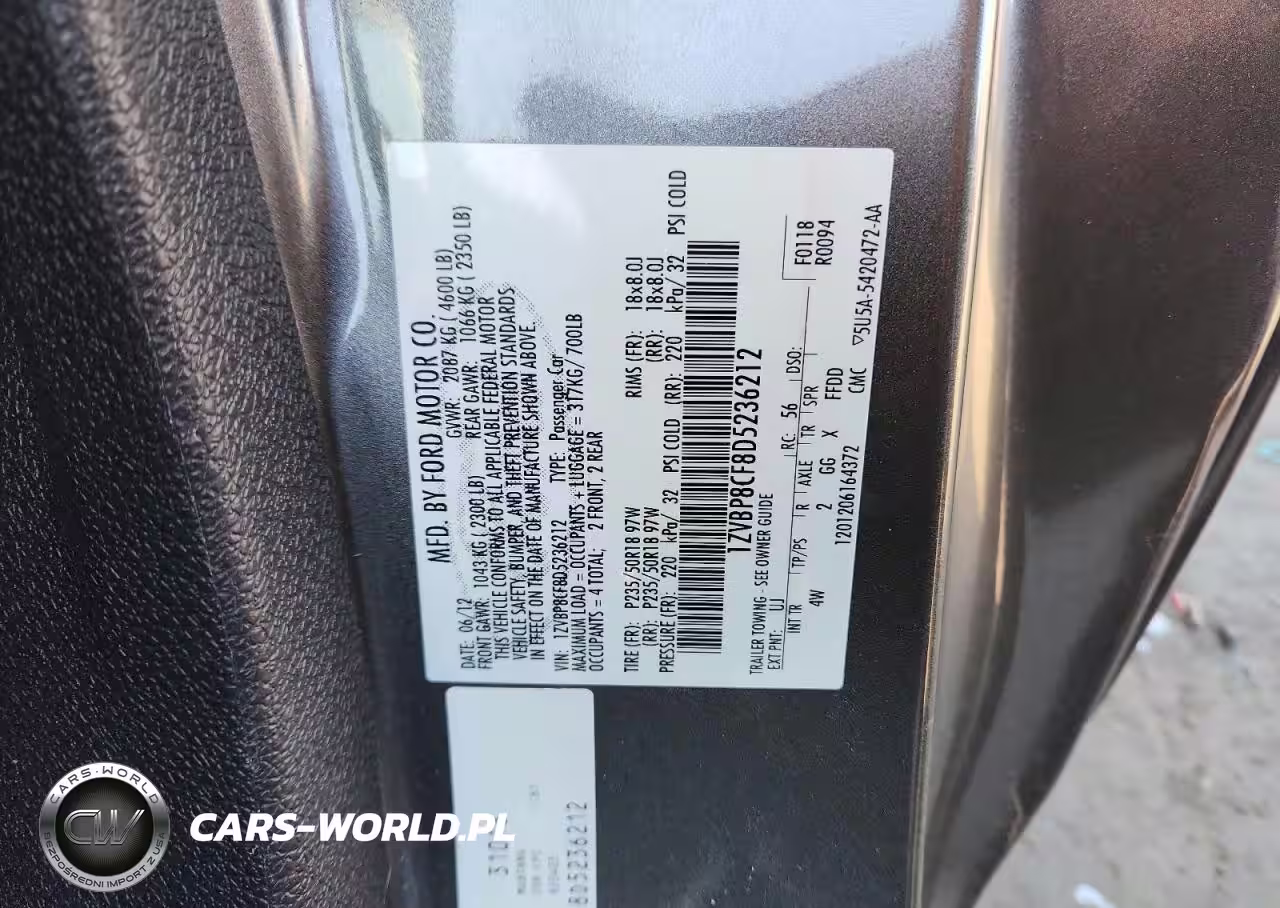 MFD. BY FORD MOTOR CO.
DATE: 06/12 GVWR: 2087 KG ( 4600 LB)
FRONT GAWR: 1043 KG ( 2300 LB) REAR GAWR: 1066 KG ( 2350 LB)
THIS VEHICLE CONFORMS TO ALL APPLICABLE FEDERAL MOTOR
VEHICLE SAFETY, BUMPER, AND THEFT PREVENTION STANDARDS
IN EFFECT ON THE DATE OF MANUFACTURE SHOWN ABOVE.
VIN: 1ZVBP8CF8D5236212 TYPE: Passenger Car
MAXIMUM LOAD = OCCUPANTS + LUGGAGE = 317KG/ 700LB
OCCUPANTS = 4 TOTAL; 2 FRONT, 2 REAR
TIRE (FR): P235/50R18 97W RIMS (FR): 18x8.0J
(RR): P235/50R18 97W (RR): 18x8.0J
PRESSURE (FR): 220 kPa/ 32 PSI COLD (RR): 220 kPa/ 32 PSI COLD
1ZVBP8CF8D5236212
TRAILER TOWING - SEE OWNER GUIDE
EXT PNT: UJ RC: 56 DSO: F0118
R0094
INT TR TP/PS R AXLE TR SPR
4W 2 GG X FFDD
1201206164372 CMC
5U5A-5420472-AA
310
8D5236212
CARS-WORLD
CW
BEZPOŚREDNI IMPORT Z USA
CARS-WORLD.PL